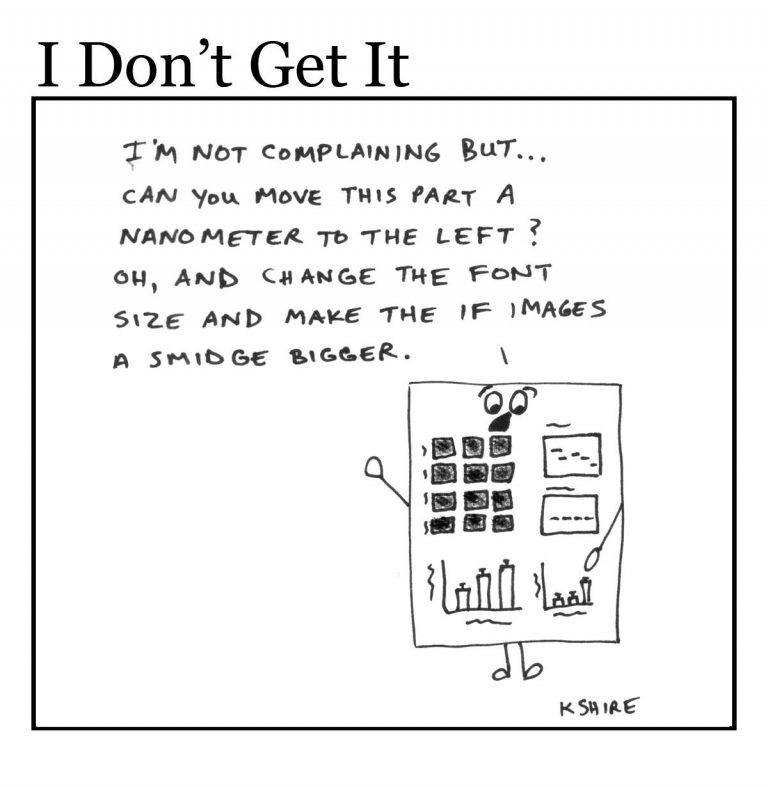 I Don't Get It
I'M NOT COMPLAINING BUT...
CAN YOU MOVE THIS PART A
NANOMETER TO THE LEFT?
OH, AND CHANGE THE FONT
SIZE AND MAKE THE IF IMAGES
A SMIDGE BIGGER.
KSHIRE